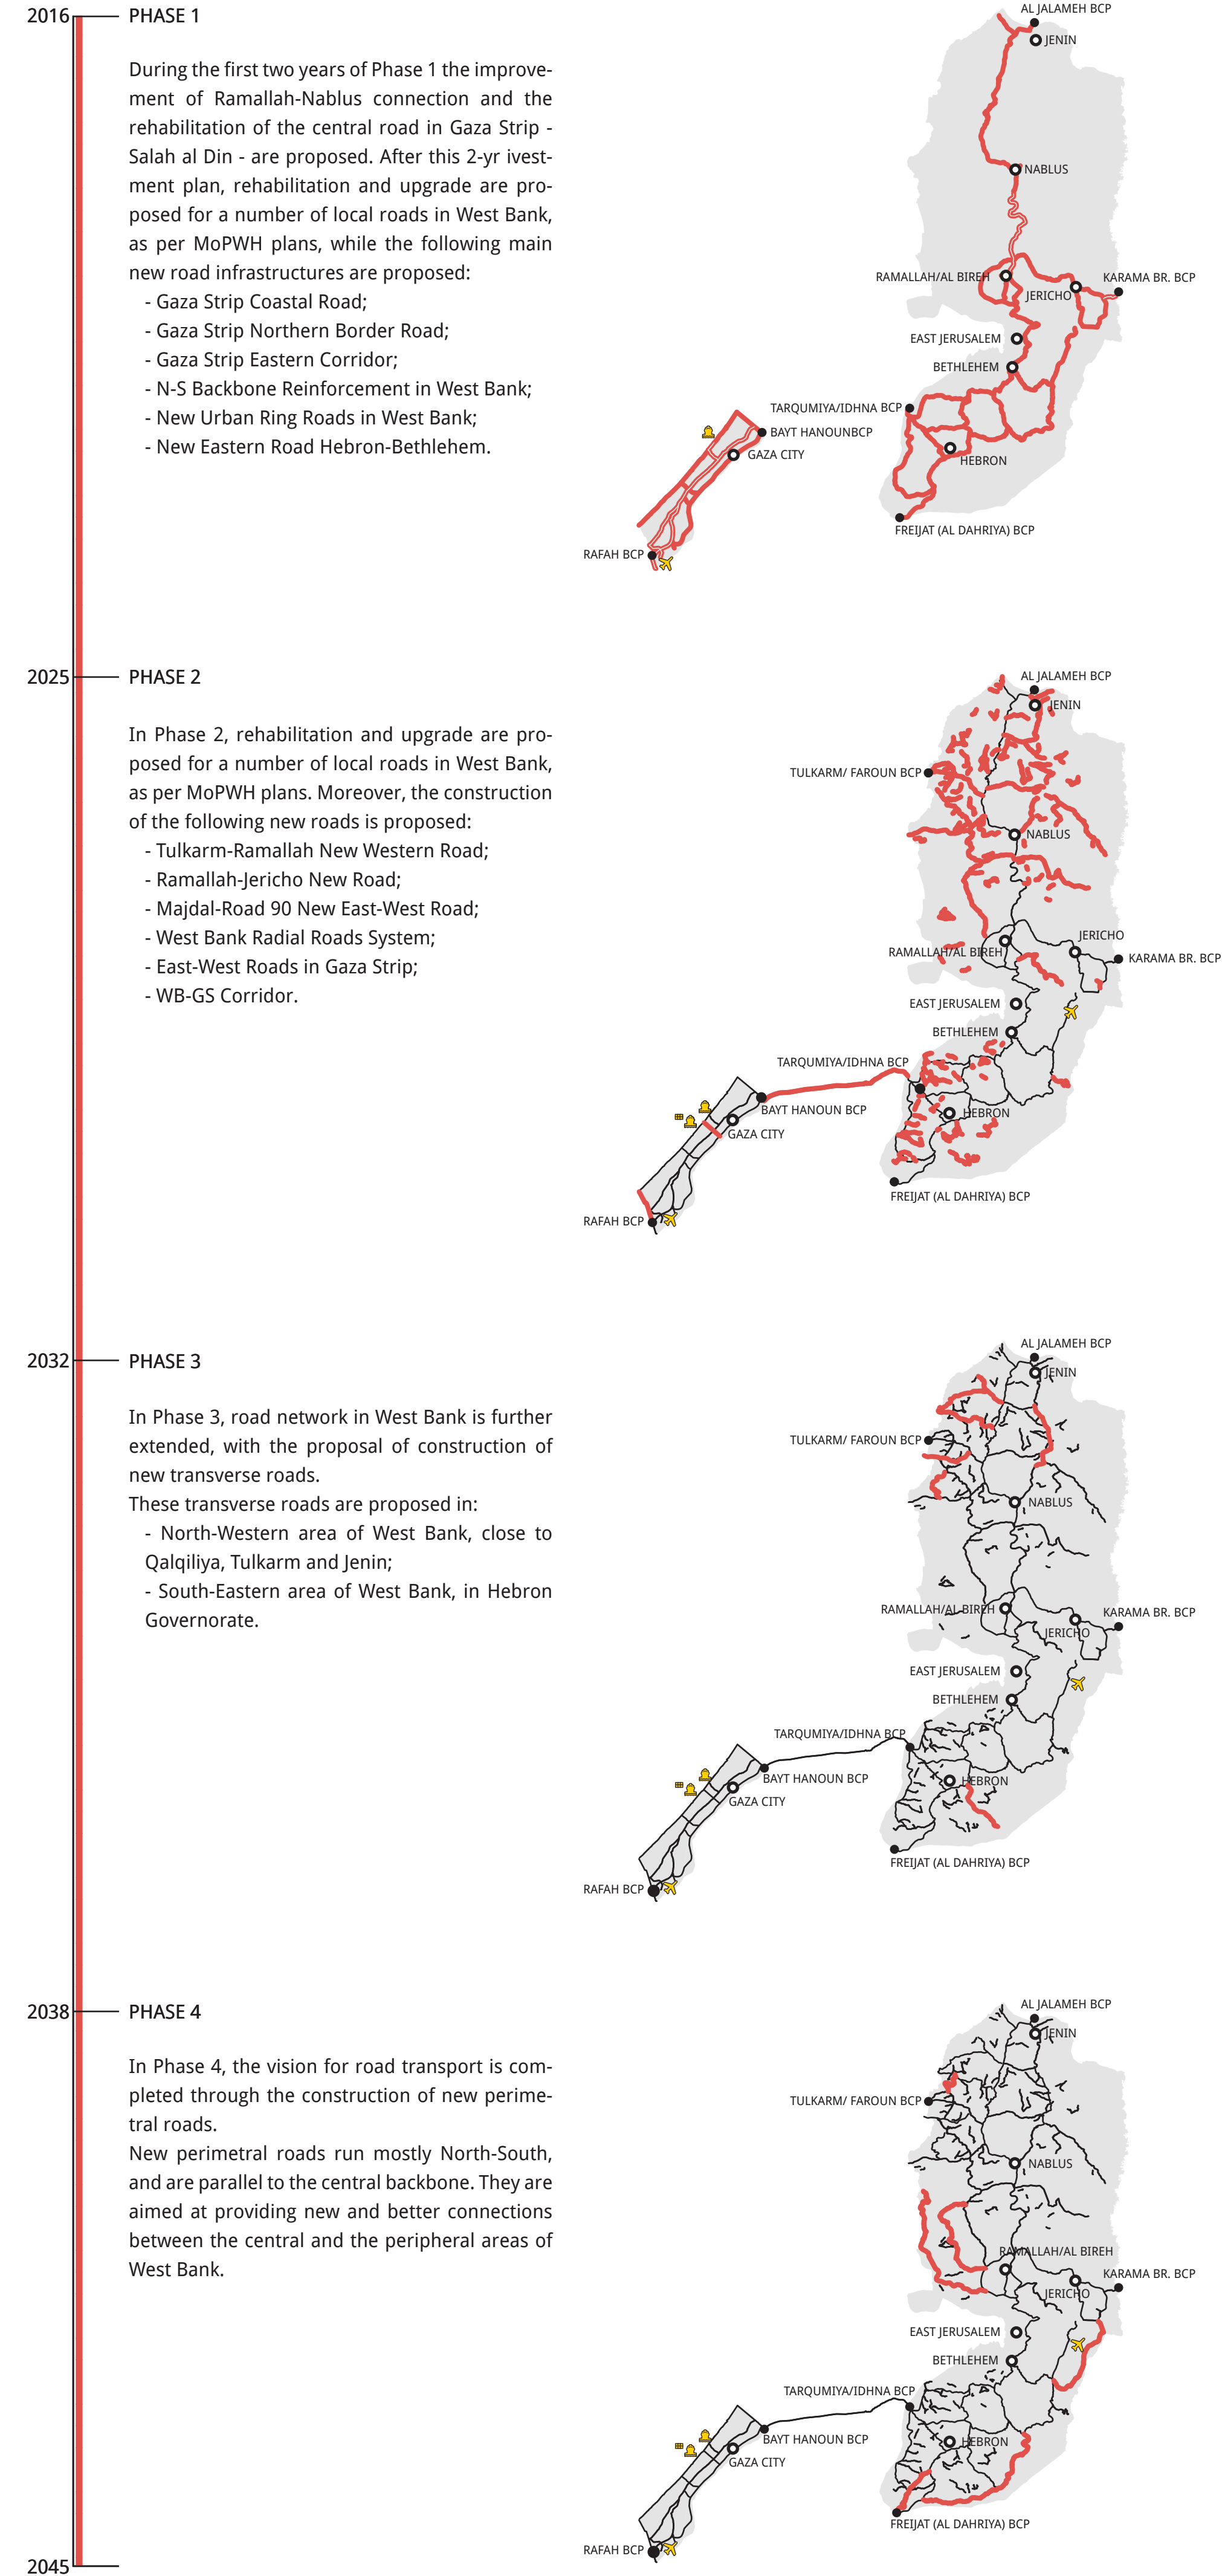 2016
PHASE 1
During the first two years of Phase 1 the improve-
ment of Ramallah-Nablus connection and the
rehabilitation of the central road in Gaza Strip -
Salah al Din - are proposed. After this 2-yr ivest-
ment plan, rehabilitation and upgrade are pro-
posed for a number of local roads in West Bank,
as per MoPWH plans, while the following main
new road infrastructures are proposed:
- Gaza Strip Coastal Road;
- Gaza Strip Northern Border Road;
- Gaza Strip Eastern Corridor;
- N-S Backbone Reinforcement in West Bank;
- New Urban Ring Roads in West Bank;
- New Eastern Road Hebron-Bethlehem.
AL JALAMEH BCP
JENIN
NABLUS
RAMALLAH/AL BIREH
KARAMA BR. BCP
JERICHO
EAST JERUSALEM
BETHLEHEM
TARQUMIYA/IDHNA BCP
BAYT HANOUNBCP
GAZA CITY
HEBRON
FREIJAT (AL DAHRIYA) BCP
RAFAH BCP
2025
PHASE 2
In Phase 2, rehabilitation and upgrade are pro-
posed for a number of local roads in West Bank,
as per MoPWH plans. Moreover, the construction
of the following new roads is proposed:
- Tulkarm-Ramallah New Western Road;
- Ramallah-Jericho New Road;
- Majdal-Road 90 New East-West Road;
- West Bank Radial Roads System;
- East-West Roads in Gaza Strip;
- WB-GS Corridor.
AL JALAMEH BCP
JENIN
TULKARM/ FAROUN BCP
NABLUS
JERICHO
RAMALLAH/AL BIREH
KARAMA BR. BCP
EAST JERUSALEM
BETHLEHEM
TARQUMIYA/IDHNA BCP
BAYT HANOUN BCP
HEBRON
GAZA CITY
FREIJAT (AL DAHRIYA) BCP
RAFAH BCP
2032
PHASE 3
In Phase 3, road network in West Bank is further
extended, with the proposal of construction of
new transverse roads.
These transverse roads are proposed in:
- North-Western area of West Bank, close to
Qalqiliya, Tulkarm and Jenin;
- South-Eastern area of West Bank, in Hebron
Governorate.
AL JALAMEH BCP
JENIN
TULKARM/ FAROUN BCP
NABLUS
RAMALLAH/AL BIREH
KARAMA BR. BCP
JERICHO
EAST JERUSALEM
BETHLEHEM
TARQUMIYA/IDHNA BCP
BAYT HANOUN BCP
HEBRON
GAZA CITY
FREIJAT (AL DAHRIYA) BCP
RAFAH BCP
2038
PHASE 4
In Phase 4, the vision for road transport is com-
pleted through the construction of new perime-
tral roads.
New perimetral roads run mostly North-South,
and are parallel to the central backbone. They are
aimed at providing new and better connections
between the central and the peripheral areas of
West Bank.
AL JALAMEH BCP
JENIN
TULKARM/ FAROUN BCP
NABLUS
RAMALLAH/AL BIREH
KARAMA BR. BCP
JERICHO
EAST JERUSALEM
BETHLEHEM
TARQUMIYA/IDHNA BCP
BAYT HANOUN BCP
HEBRON
GAZA CITY
FREIJAT (AL DAHRIYA) BCP
RAFAH BCP
2045